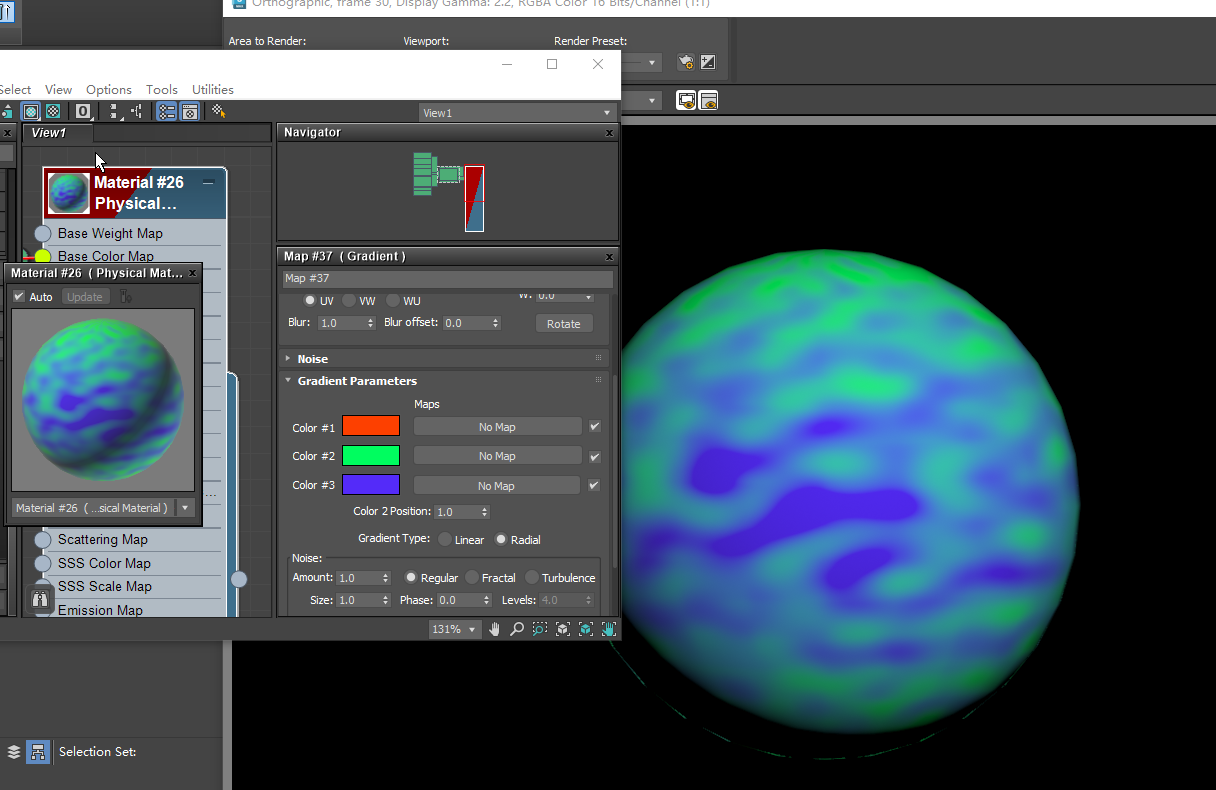 Orthographic, frame 30, Display Gamma: 2.2, RGBA Color 16 Bits/Channel (1:1)
Area to Render:
Viewport:
Render Preset:
Select
View
Options
Tools
Utilities
View1
View1
Navigator
Material #26
Physical...
Base Weight Map
Base Color Map
Map #37 ( Gradient )
Map #37
UV
VW
WU
W: 0.0
Blur: 1.0
Blur offset: 0.0
Rotate
Noise
Gradient Parameters
Maps
Color #1
No Map
Color #2
No Map
Color #3
No Map
Color 2 Position: 1.0
Gradient Type:
Linear
Radial
Noise:
Amount: 1.0
Regular
Fractal
Turbulence
Size: 1.0
Phase: 0.0
Levels: 4.0
131%
Material #26 ( Physical Mat...
Auto
Update
Material #26 ( ...sical Material )
...
Scattering Map
SSS Color Map
SSS Scale Map
Emission Map
Selection Set: